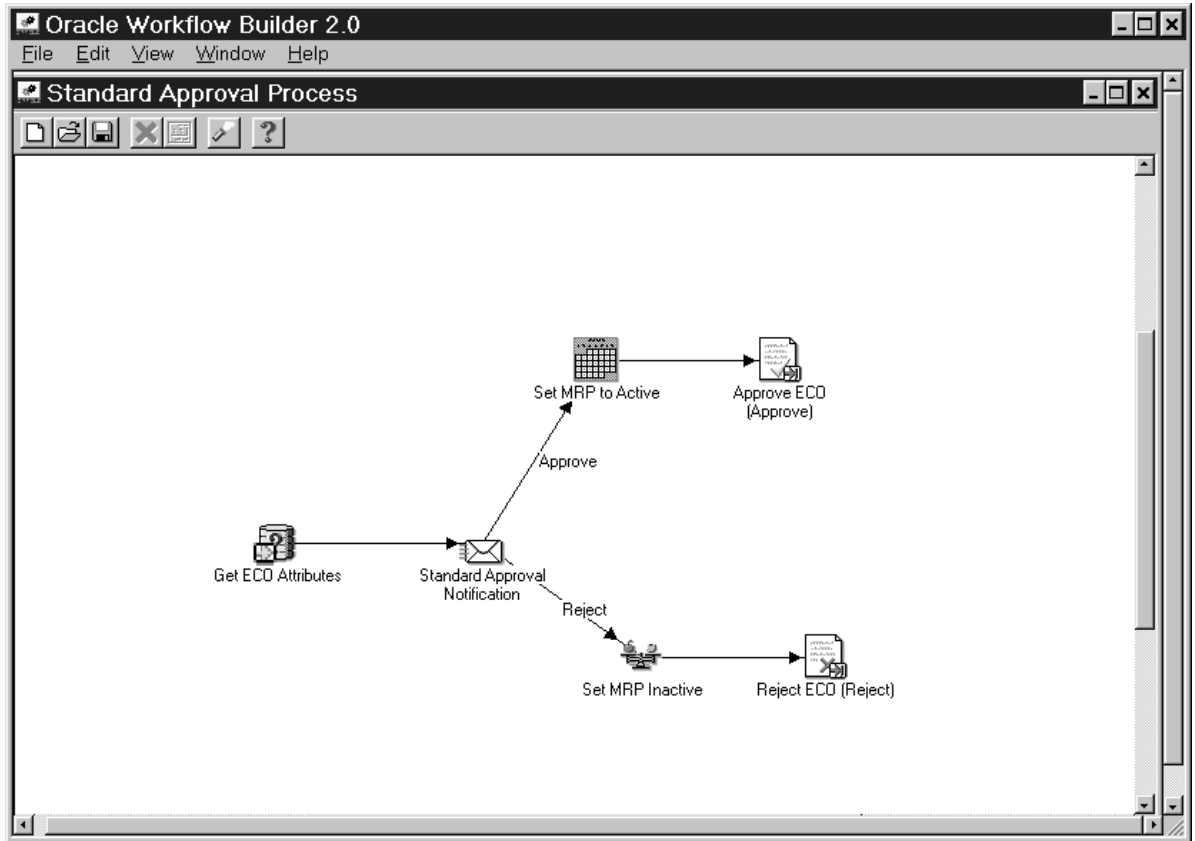 Oracle Workflow Builder 2.0
File Edit View Window Help
Standard Approval Process
Set MRP to Active
Approve ECO
(Approve)
Approve
Get ECO Attributes
Standard Approval
Notification
Reject
Set MRP Inactive
Reject ECO (Reject)